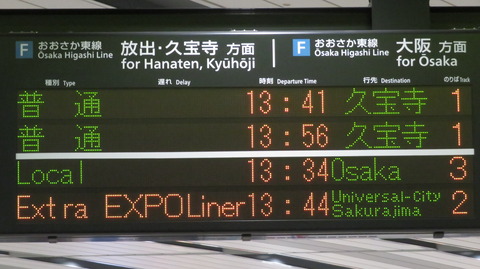 F おおさか東線 Ōsaka Higashi Line 放出・久宝寺 方面 for Hanaten, Kyūhōji
F おおさか東線 Ōsaka Higashi Line 大阪 方面 for Ōsaka
種別 Type 遅れ Delay 時刻 Departure Time 行先 Destination のりば Track
普通 13:41 久宝寺 1
普通 13:56 久宝寺 1
Local 13:34 Osaka 3
Extra EXPOLiner 13:44 Universal-City Sakurajima 2